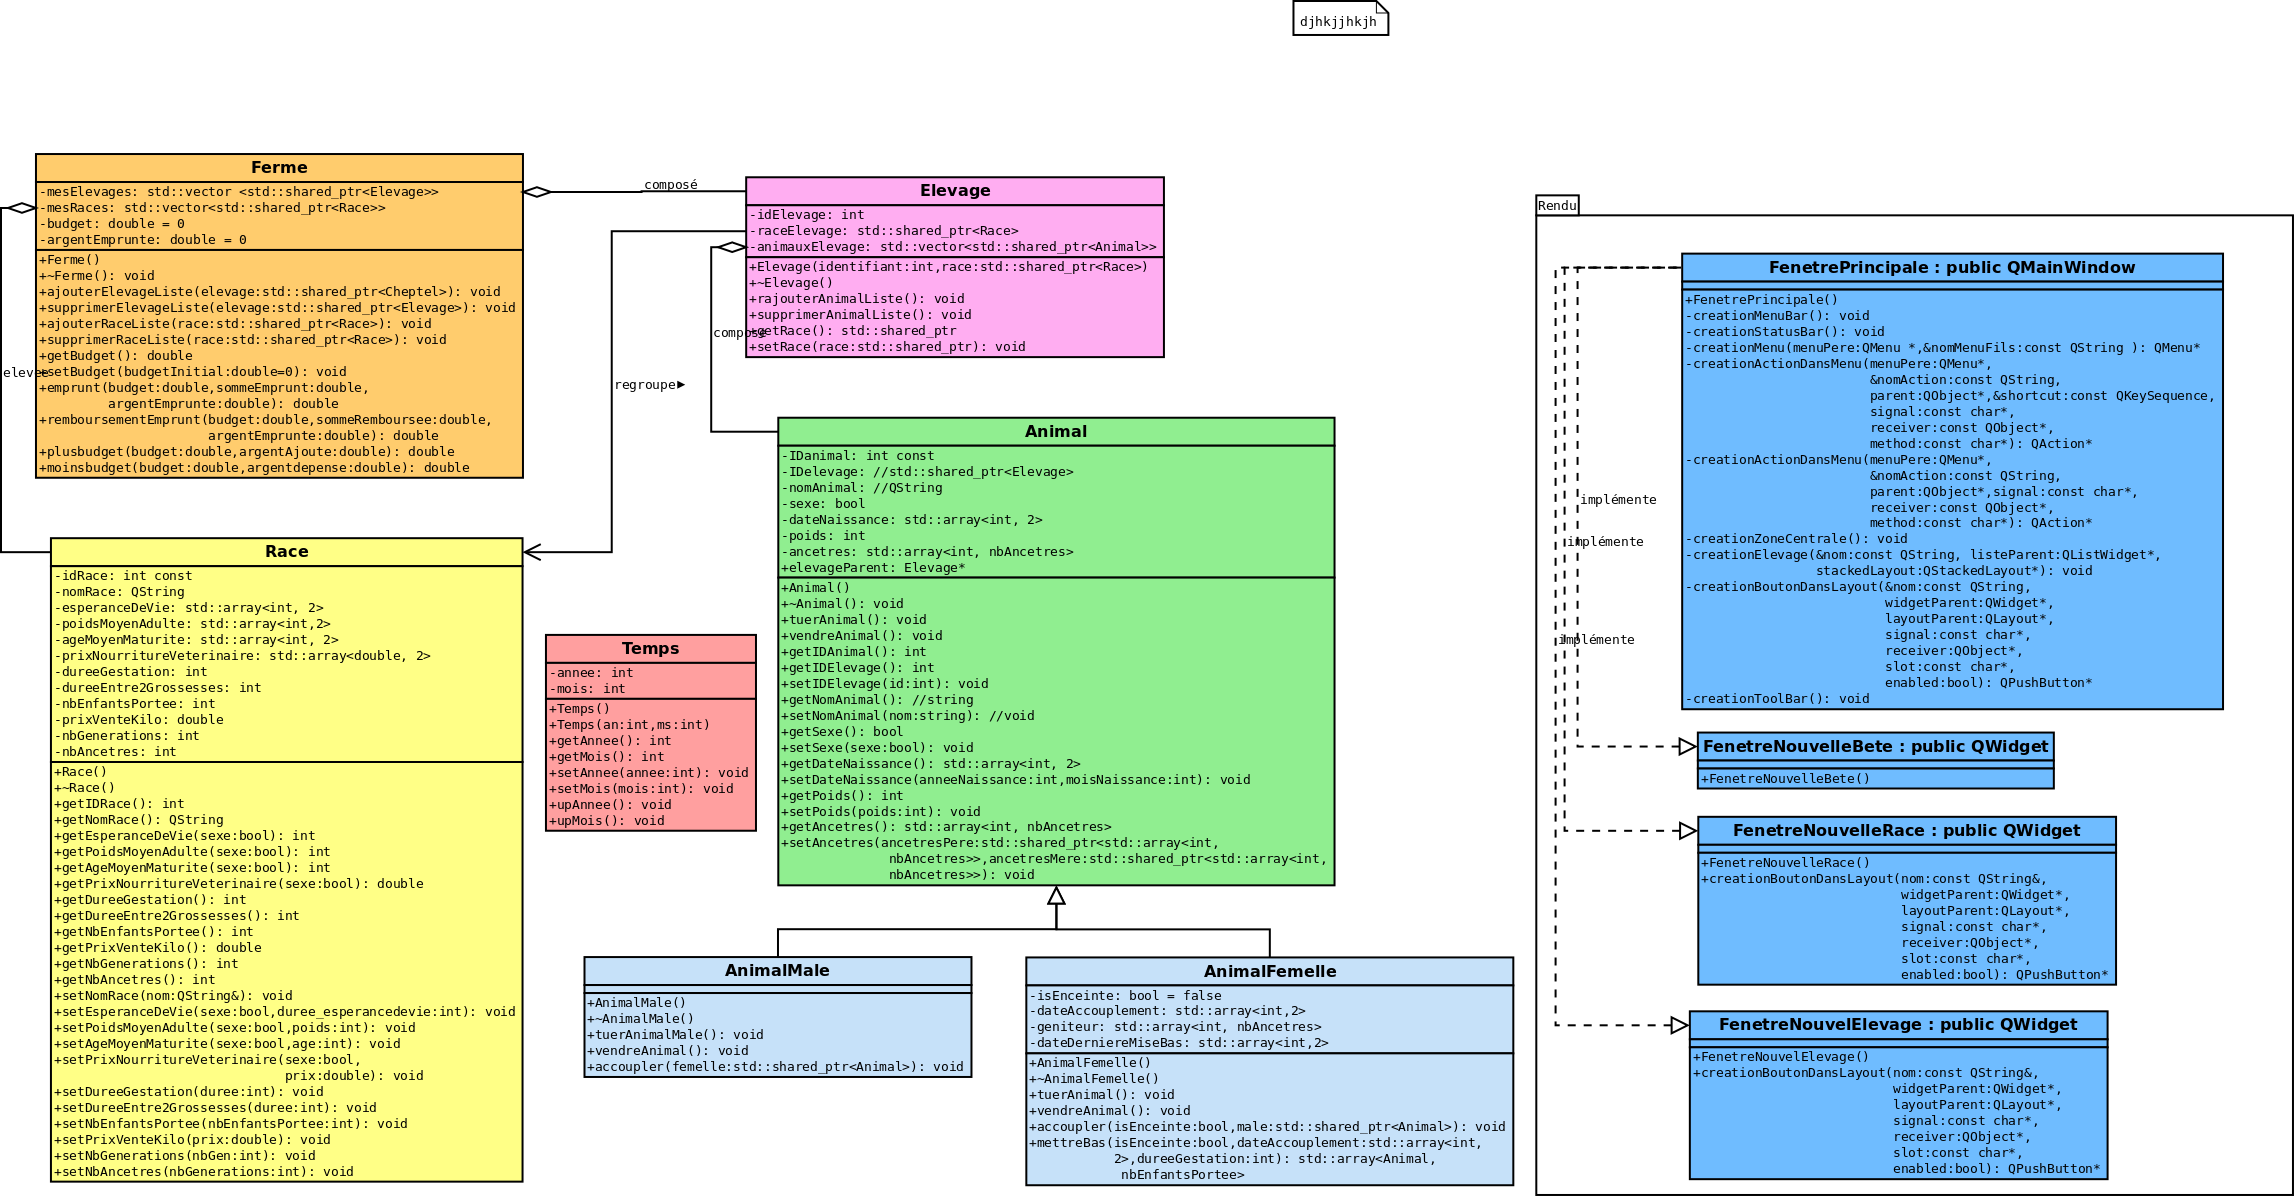 djhkjjhkjh
Ferme
-mesElevages: std::vector <std::shared_ptr<Elevage>>
-mesRaces: std::vector<std::shared_ptr<Race>>
-budget: double = 0
-argentEmprunte: double = 0
+Ferme()
+~Ferme(): void
+ajouterElevageListe(elevage:std::shared_ptr<Cheptel>): void
+supprimerElevageListe(elevage:std::shared_ptr<Elevage>): void
+ajouterRaceListe(race:std::shared_ptr<Race>): void
+supprimerRaceListe(race:std::shared_ptr<Race>): void
+getBudget(): double
+setBudget(budgetInitial:double=0): void
+emprunt(budget:double,sommeEmprunt:double,
argentEmprunte:double): double
+remboursementEmprunt(budget:double,sommeRemboursee:double,
argentEmprunte:double): double
+plusbudget(budget:double,argentAjoute:double): double
+moinsbudget(budget:double,argentdepense:double): double
elevee
composé
Elevage
-idElevage: int
-raceElevage: std::shared_ptr<Race>
-animauxElevage: std::vector<std::shared_ptr<Animal>>
+Elevage(identifiant:int,race:std::shared_ptr<Race>)
+~Elevage()
+rajouterAnimalListe(): void
+supprimerAnimalListe(): void
+getRace(): std::shared_ptr
+setRace(race:std::shared_ptr): void
composé
regroupe►
Race
-idRace: int const
-nomRace: QString
-esperanceDeVie: std::array<int, 2>
-poidsMoyenAdulte: std::array<int,2>
-ageMoyenMaturite: std::array<int, 2>
-prixNourritureVeterinaire: std::array<double, 2>
-dureeGestation: int
-dureeEntre2Grossesses: int
-nbEnfantsPortee: int
-prixVenteKilo: double
-nbGenerations: int
-nbAncetres: int
+Race()
+~Race()
+getIDRace(): int
+getNomRace(): QString
+getEsperanceDeVie(sexe:bool): int
+getPoidsMoyenAdulte(sexe:bool): int
+getAgeMoyenMaturite(sexe:bool): int
+getPrixNourritureVeterinaire(sexe:bool): double
+getDureeGestation(): int
+getDureeEntre2Grossesses(): int
+getNbEnfantsPortee(): int
+getPrixVenteKilo(): double
+getNbGenerations(): int
+getNbAncetres(): int
+setNomRace(nom:QString&): void
+setEsperanceDeVie(sexe:bool,duree_esperancedevie:int): void
+setPoidsMoyenAdulte(sexe:bool,poids:int): void
+setAgeMoyenMaturite(sexe:bool,age:int): void
+setPrixNourritureVeterinaire(sexe:bool,
prix:double): void
+setDureeGestation(duree:int): void
+setDureeEntre2Grossesses(duree:int): void
+setNbEnfantsPortee(nbEnfantsPortee:int): void
+setPrixVenteKilo(prix:double): void
+setNbGenerations(nbGen:int): void
+setNbAncetres(nbGenerations:int): void
Temps
-annee: int
-mois: int
+Temps()
+Temps(an:int,ms:int)
+getAnnee(): int
+getMois(): int
+setAnnee(annee:int): void
+setMois(mois:int): void
+upAnnee(): void
+upMois(): void
Animal
-IDanimal: int const
-IDelevage: //std::shared_ptr<Elevage>
-nomAnimal: //QString
-sexe: bool
-dateNaissance: std::array<int, 2>
-poids: int
-ancetres: std::array<int, nbAncetres>
+elevageParent: Elevage*
+Animal()
+~Animal(): void
+tuerAnimal(): void
+vendreAnimal(): void
+getIDAnimal(): int
+getIDElevage(): int
+setIDElevage(id:int): void
+getNomAnimal(): //string
+setNomAnimal(nom:string): //void
+getSexe(): bool
+setSexe(sexe:bool): void
+getDateNaissance(): std::array<int, 2>
+setDateNaissance(anneeNaissance:int,moisNaissance:int): void
+getPoids(): int
+setPoids(poids:int): void
+getAncetres(): std::array<int, nbAncetres>
+setAncetres(ancetresPere:std::shared_ptr<std::array<int,
nbAncetres>>,ancetresMere:std::shared_ptr<std::array<int,
nbAncetres>>): void
AnimalMale
+AnimalMale()
+~AnimalMale()
+tuerAnimalMale(): void
+vendreAnimal(): void
+accoupler(femelle:std::shared_ptr<Animal>): void
AnimalFemelle
-isEnceinte: bool = false
-dateAccouplement: std::array<int,2>
-geniteur: std::array<int, nbAncetres>
-dateDerniereMiseBas: std::array<int,2>
+AnimalFemelle()
+~AnimalFemelle()
+tuerAnimal(): void
+vendreAnimal(): void
+accoupler(isEnceinte:bool,male:std::shared_ptr<Animal>): void
+mettreBas(isEnceinte:bool,dateAccouplement:std::array<int,
2>,dureeGestation:int): std::array<Animal,
nbEnfantsPortee>
Rendu
FenetrePrincipale : public QMainWindow
+FenetrePrincipale()
-creationMenuBar(): void
-creationStatusBar(): void
-creationMenu(menuPere:QMenu *,&nomMenuFils:const QString ): QMenu*
-creationActionDansMenu(menuPere:QMenu*,
&nomAction:const QString,
parent:QObject*,&shortcut:const QKeySequence,
signal:const char*,
receiver:const QObject*,
method:const char*): QAction*
-creationActionDansMenu(menuPere:QMenu*,
&nomAction:const QString,
parent:QObject*,signal:const char*,
receiver:const QObject*,
method:const char*): QAction*
-creationZoneCentrale(): void
-creationElevage(&nom:const QString, listeParent:QListWidget*,
stackedLayout:QStackedLayout*): void
-creationBoutonDansLayout(&nom:const QString,
widgetParent:QWidget*,
layoutParent:QLayout*,
signal:const char*,
receiver:QObject*,
slot:const char*,
enabled:bool): QPushButton*
-creationToolBar(): void
implémente
implémente
implémente
FenetreNouvelleBete : public QWidget
+FenetreNouvelleBete()
FenetreNouvelleRace : public QWidget
+FenetreNouvelleRace()
+creationBoutonDansLayout(nom:const QString&,
widgetParent:QWidget*,
layoutParent:QLayout*,
signal:const char*,
receiver:QObject*,
slot:const char*,
enabled:bool): QPushButton*
FenetreNouvelElevage : public QWidget
+FenetreNouvelElevage()
+creationBoutonDansLayout(nom:const QString&,
widgetParent:QWidget*,
layoutParent:QLayout*,
signal:const char*,
receiver:QObject*,
slot:const char*,
enabled:bool): QPushButton*